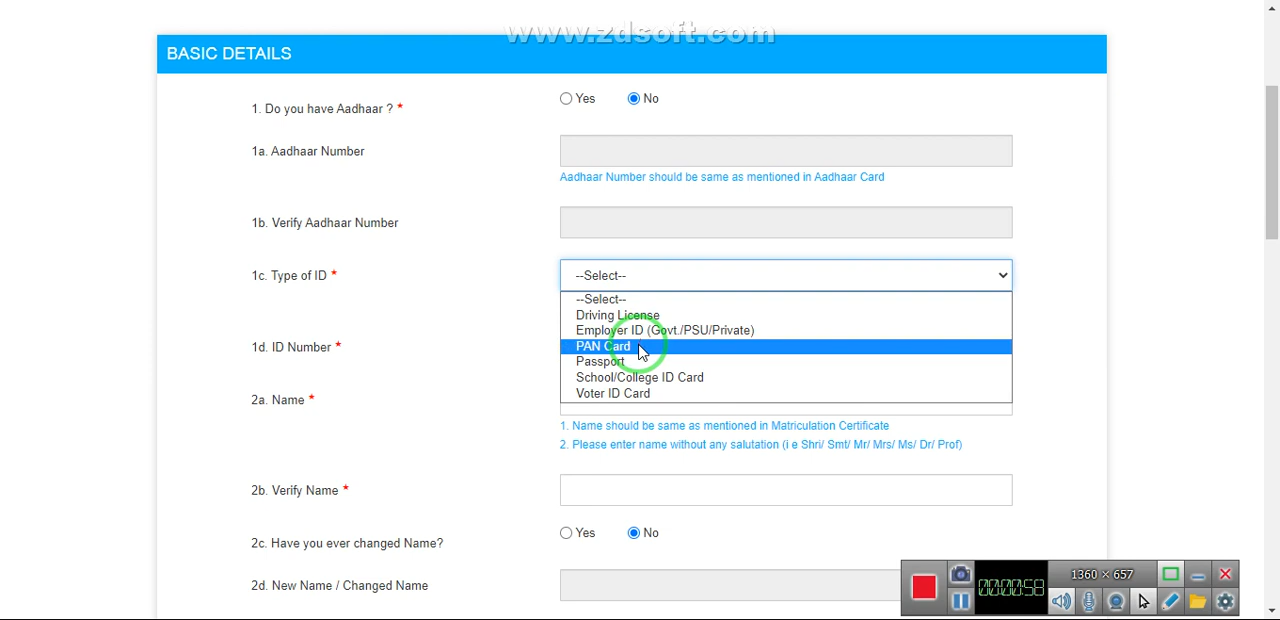 www.zdsoft.com
BASIC DETAILS
1. Do you have Aadhaar ? *
Yes
No
1a. Aadhaar Number
Aadhaar Number should be same as mentioned in Aadhaar Card
1b. Verify Aadhaar Number
1c. Type of ID *
--Select--
--Select--
Driving License
Employer ID (Govt./PSU/Private)
1d. ID Number *
PAN Card
Passport
School/College ID Card
Voter ID Card
2a. Name *
1. Name should be same as mentioned in Matriculation Certificate
2. Please enter name without any salutation (i e Shri/ Smt/ Mr/ Mrs/ Ms/ Dr/ Prof)
2b. Verify Name *
2c. Have you ever changed Name?
Yes
No
2d. New Name / Changed Name
1360 × 657
00:00:58